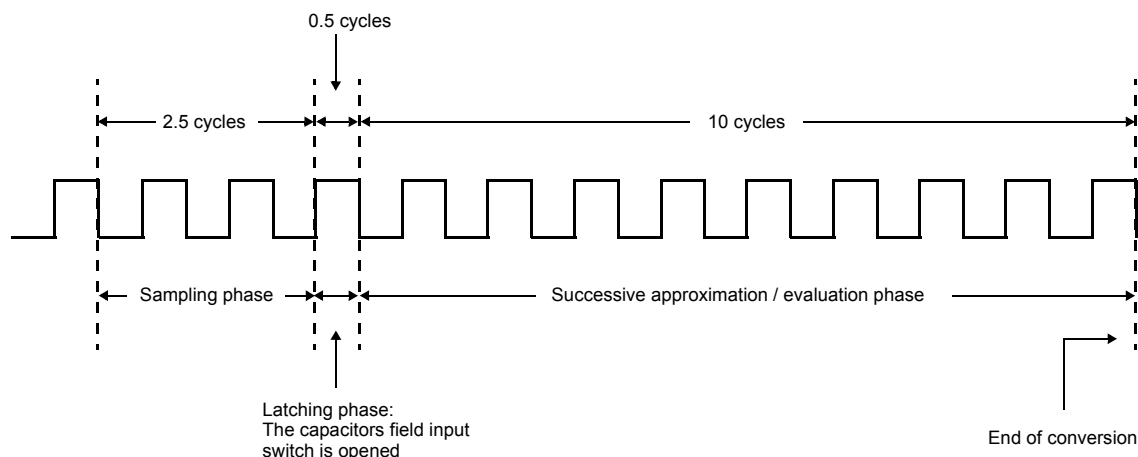 0.5 cycles
2.5 cycles
10 cycles
Sampling phase
Successive approximation / evaluation phase
Latching phase:
The capacitors field input
switch is opened
End of conversion